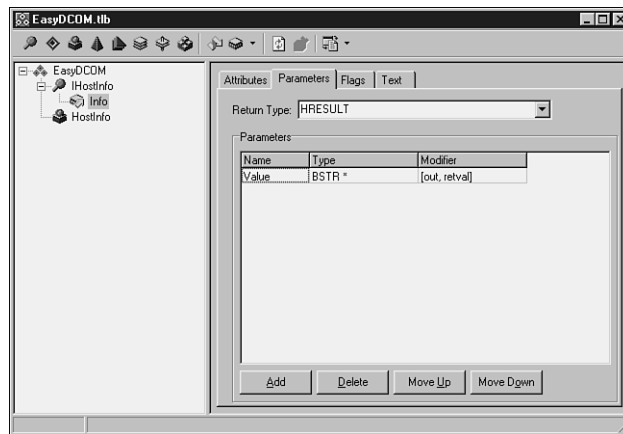 EasyDCOM.tlb
EasyDCOM
IHostInfo
Info
HostInfo
Attributes Parameters Flags Text
Return Type: HRESULT
Parameters
Name Type Modifier
Value BSTR * [out, retval]
Add Delete Move Up Move Down